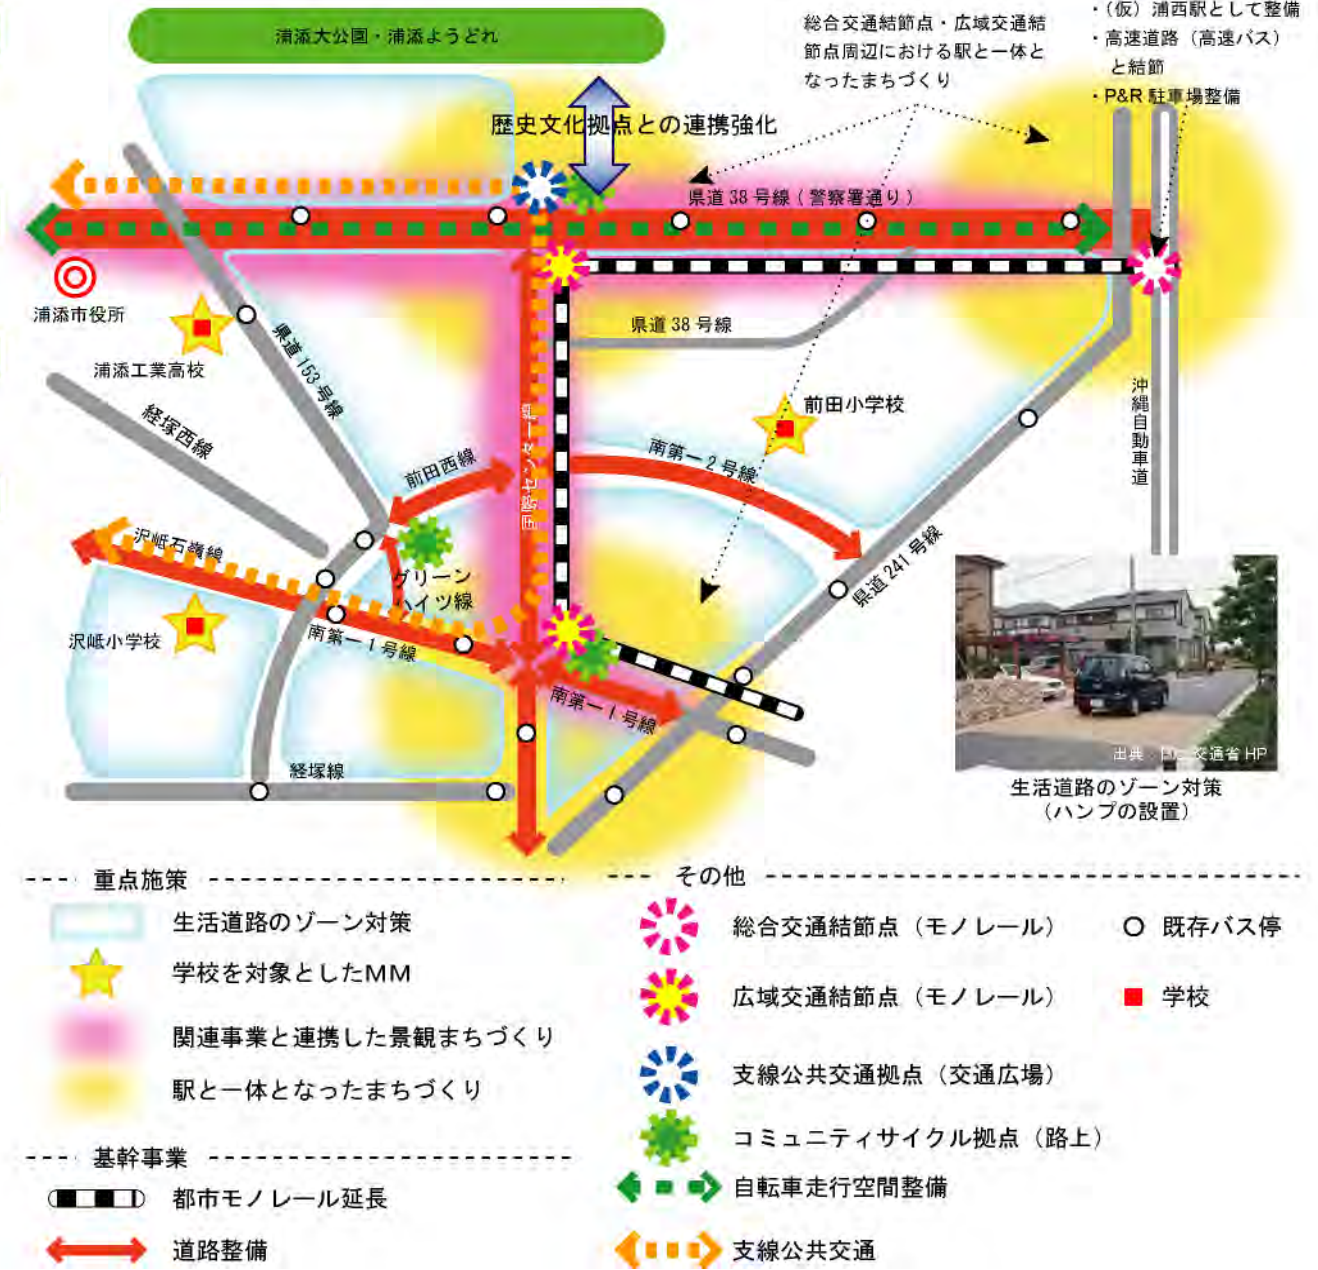 浦添大公園・浦添ようどれ
総合交通結節点・広域交通結
節点周辺における駅と一体と
なったまちづくり
・(仮)浦西駅として整備
・高速道路(高速バス)
と結節
・P&R 駐車場整備
歴史文化拠点との連携強化
県道 38 号線 ( 警察署通り )
浦添市役所
浦添工業高校
県道 153 号線
経塚西線
県道 38 号線
前田小学校
沖縄自動車道
前田西線
国際センター線
南第一 2 号線
沢岻石嶺線
グリーン
ハイツ線
県道 241 号線
沢岻小学校
南第一 1 号線
南第一 1 号線
経塚線
出典: 交通省 HP
生活道路のゾーン対策
(ハンプの設置)
重点施策
生活道路のゾーン対策
学校を対象としたMM
関連事業と連携した景観まちづくり
駅と一体となったまちづくり
基幹事業
都市モノレール延長
道路整備
その他
総合交通結節点(モノレール)
既存バス停
広域交通結節点(モノレール)
学校
支線公共交通拠点(交通広場)
コミュニティサイクル拠点(路上)
自転車走行空間整備
支線公共交通